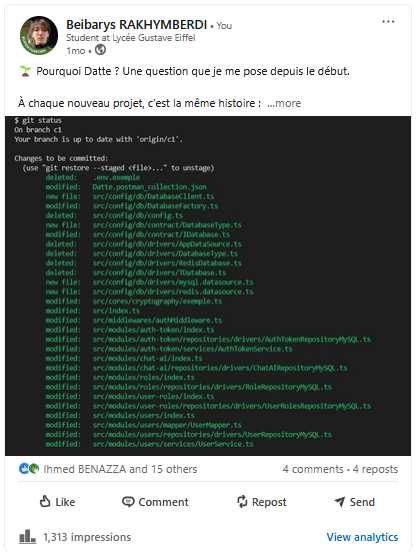 Beibarys RAKHYMBERDI • You
Student at Lycée Gustave Eiffel
1mo •
Pourquoi Datte ? Une question que je me pose depuis le début.
À chaque nouveau projet, c'est la même histoire : ...more
$ git status
On branch c1
Your branch is up to date with 'origin/c1'.
Changes to be committed:
(use "git restore --staged <file>..." to unstage)
deleted: .env.exemple
modified: Datte.postman_collection.json
new file: src/config/db/DatabaseClient.ts
new file: src/config/db/DatabaseFactory.ts
deleted: src/config/db/config.ts
new file: src/config/db/contract/DatabaseType.ts
new file: src/config/db/contract/IDatabase.ts
deleted: src/config/db/drivers/AppDataSource.ts
deleted: src/config/db/drivers/DatabaseType.ts
deleted: src/config/db/drivers/RedisDatabase.ts
deleted: src/config/db/drivers/TDatabase.ts
new file: src/config/db/drivers/mysql.datasource.ts
new file: src/config/db/drivers/redis.datasource.ts
modified: src/cores/cryptography/exemple.ts
modified: src/index.ts
modified: src/middlewares/authMiddleware.ts
modified: src/modules/auth-token/index.ts
modified: src/modules/auth-token/repositories/drivers/AuthTokenRepositoryMySQL.ts
modified: src/modules/auth-token/services/AuthTokenService.ts
modified: src/modules/chat-ai/index.ts
modified: src/modules/chat-ai/repositories/drivers/ChatAIRepositoryMySQL.ts
modified: src/modules/roles/index.ts
modified: src/modules/roles/repositories/drivers/RoleRepositoryMySQL.ts
modified: src/modules/user-roles/index.ts
modified: src/modules/user-roles/repositories/drivers/UserRolesRepositoryMySQL.ts
modified: src/modules/users/index.ts
modified: src/modules/users/mapper/UserMapper.ts
modified: src/modules/users/repositories/drivers/UserRepositoryMySQL.ts
modified: src/modules/users/services/UserService.ts
Ihmed BENAZZA and 15 others 4 comments • 4 reposts
Like Comment Repost Send
1,313 impressions View analytics